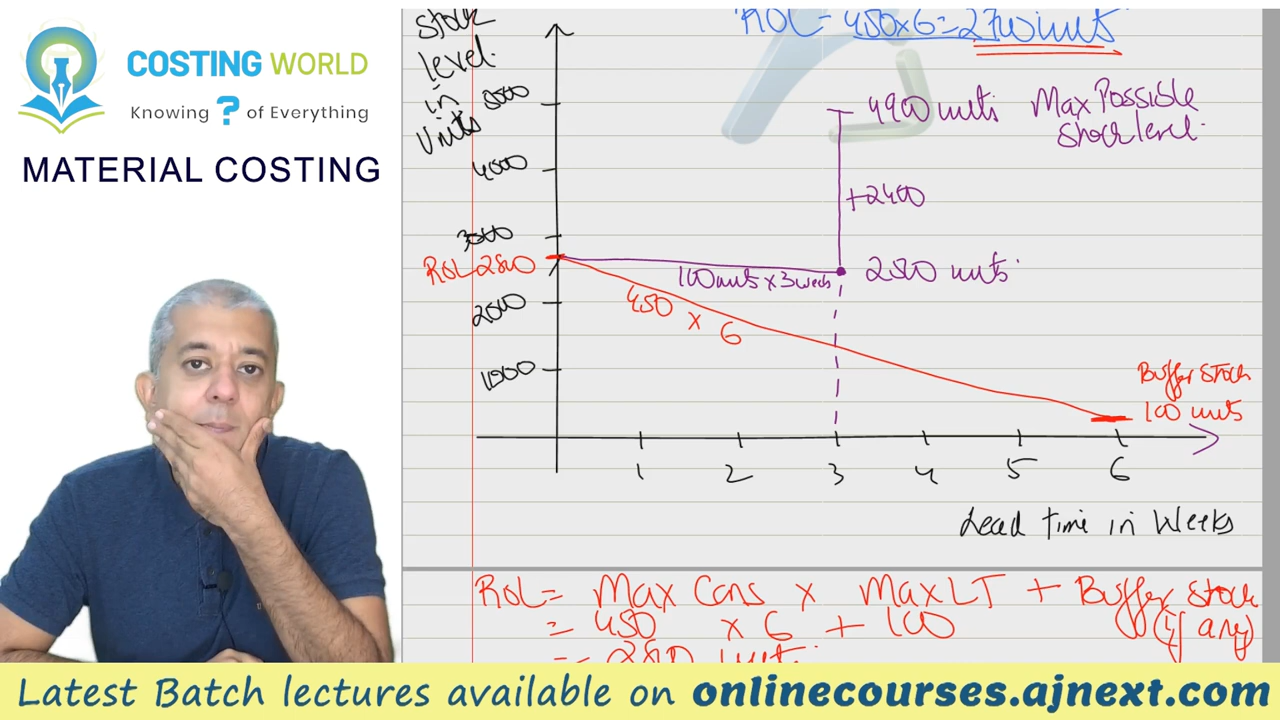 COSTING WORLD
Knowing ? of Everything
MATERIAL COSTING
Stock
level
in
Units
ROL = 450x6=2700 units
5000
4000
3000
ROL 2800
2000
1000
4900 units
Max Possible
Stock level
+2400
2500 units
100 units x 3 weeks
450 x 6
Buffer Stock
100 units
1 2 3 4 5 6
Lead time in Weeks
ROL = Max Cons x Max LT + Buffer Stock
= 450 x 6 + 100 (if any)
= 2800 units
Latest Batch lectures available on onlinecourses.ajnext.com